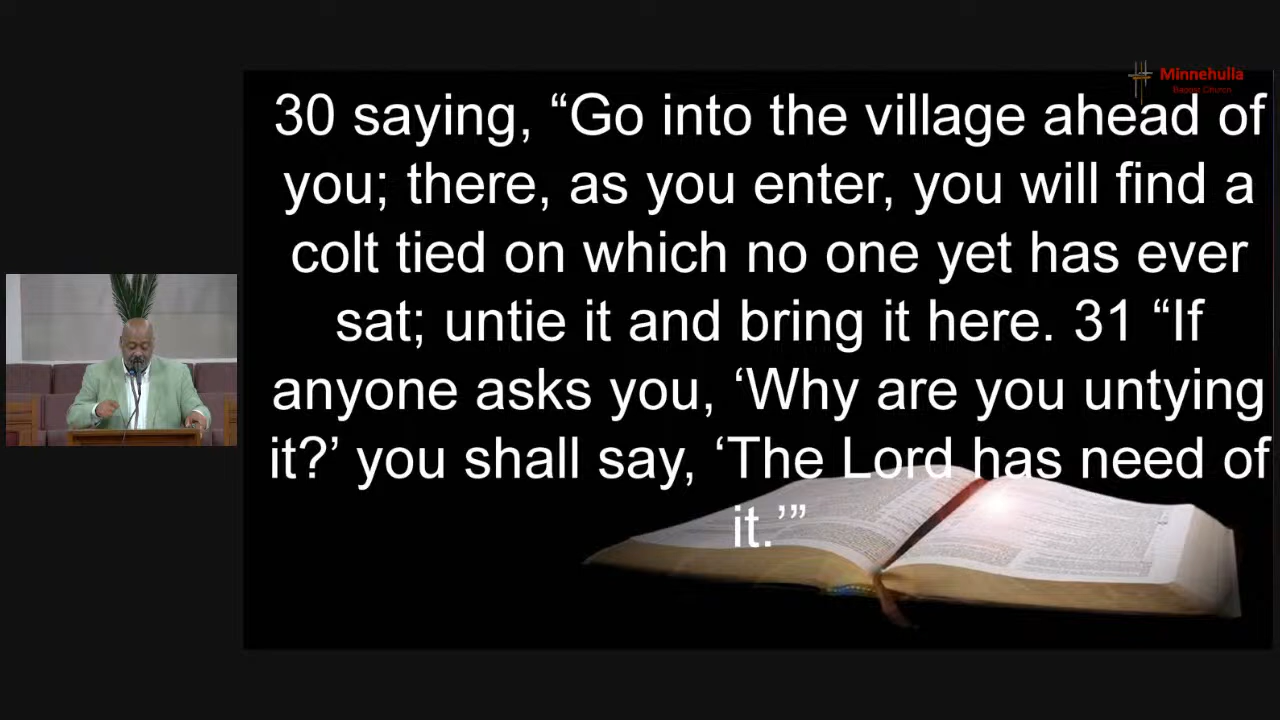 Minnehulla
Baptist Church
30 saying, “Go into the village ahead of
you; there, as you enter, you will find a
colt tied on which no one yet has ever
sat; untie it and bring it here. 31 “If
anyone asks you, ‘Why are you untying
it?’ you shall say, ‘The Lord has need of
it.’”